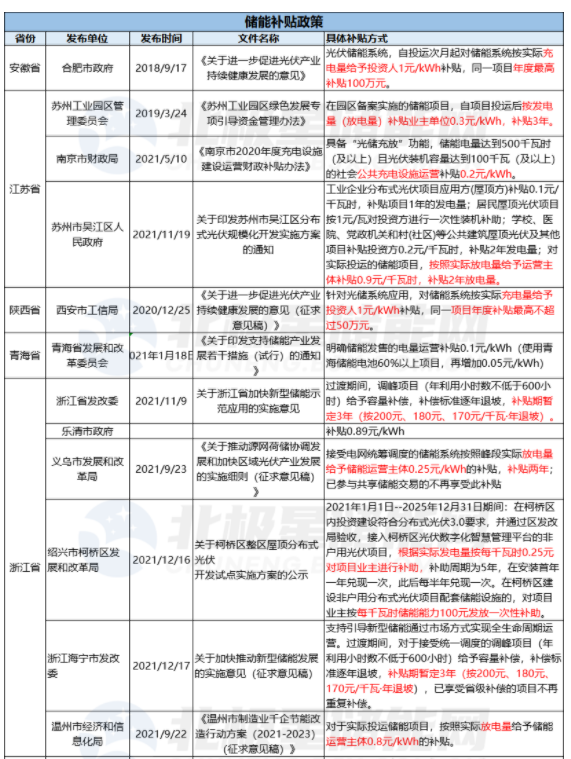 储能补贴政策
省份 发布单位 发布时间 文件名称 具体补贴方式
安徽省 合肥市政府 2018/9/17
《关于进一步促进光伏产业
持续健康发展的意见》
光伏储能系统，自投运次月起对储能系统按实际充
电量给予投资人1元/kWh补贴，同一项目年度最高
补贴100万元。
江苏省
苏州工业园区管
理委员会
2019/3/24
《苏州工业园区绿色发展专
项引导资金管理办法》
在园区备案实施的储能项目，自项目投运后按发电
量（放电量）补贴业主单位0.3元/kWh，补贴3年。
南京市财政局 2021/5/10
《南京市2020年度充电设施
建设运营财政补贴办法》
具备“光储充放”功能，储能电量达到500千瓦时
（及以上）且光伏装机容量达到100千瓦（及以上）
的社会公共充电设施运营补贴0.2元/kWh。
苏州市吴江区人
民政府
2021/11/19
关于印发苏州市吴江区分布
式光伏规模化开发实施方案
的通知
工业企业分布式光伏项目应用方(屋顶方)补贴0.1元/
千瓦时，补贴项目1年的发电量；居民屋顶光伏项目
按1元/瓦对投资方进行一次性装机补助；学校、医
院、党政机关和村(社区)等公共建筑屋顶光伏及其他
项目补贴投资方0.2元/千瓦时，补贴2年发电量；对
实际投运的储能项目，按照实际放电量给予运营主
体补贴0.9元/千瓦时，补贴2年放电量。
陕西省 西安市工信局 2020/12/25
《关于进一步促进光伏产业
持续健康发展的意见（征求
意见稿）》
针对光储系统应用，对储能系统按实际充电量给予
投资人1元/kWh补贴，同一项目年度补贴最高不超
过50万元。
青海省
青海省发展和改
革委员会
021年1月18日
《关于印发支持储能产业发
展若干措施（试行）的通知
》
明确储能发售的电量运营补贴0.1元/kWh（使用青
海储能电池60%以上项目，再增加0.05元/kWh）
浙江省
浙江省发改委 2021/11/9
关于浙江省加快新型储能示
范应用的实施意见
过渡期间，调峰项目（年利用小时数不低于600小
时）给予容量补偿，补偿标准逐年退坡，补贴期暂
定3年（按200元、180元、170元/千瓦·年退坡）。
乐清市政府 补贴0.89元/kWh
义乌市发展和改
革局
2021/9/23
《关于推动源网荷储协调发
展和加快区域光伏产业发展
的实施细则（征求意见稿）
》
接受电网统筹调度的储能系统按照峰段实际放电量
给予储能运营主体0.25元/kWh的补贴，补贴两年；
已参与共享储能交易的不再享受此补贴
绍兴市柯桥区发
展和改革局
2021/12/16
关于柯桥区整区屋顶分布式
光伏
开发试点实施方案的公示
2021年1月1日--2025年12月31日期间：在柯桥区
内投资建设符合分布式光伏3.0要求，并通过区发改
局验收，接入柯桥区光伏数字化智慧管理平台的非
户用光伏项目，根据实际发电量按每千瓦时0.25元
对项目业主进行补助，补助周期为5年，在安装首年
一年兑现一次，此后每半年兑现一次。在柯桥区建
设非户用分布式光伏项目配套储能设施的，对项目
业主按每千瓦时储能能力100元发放一次性补助。
浙江海宁市发改
委
2021/12/17
关于加快推动新型储能发展
的实施意见（征求意见稿）
支持引导新型储能通过市场方式实现全生命周期运
营。过渡期间，对于接受统一调度的调峰项目（年
利用小时数不低于600小时）给予容量补偿，补偿标
准逐年退坡，补贴期暂定3年（按200元、180元、
170元/千瓦·年退坡），已享受省级补偿的项目不再
重复补偿。
温州市经济和信
息化局
2021/9/22
《温州市制造业千企节能改
造行动方案（2021-2023）
（征求意见稿）》
对于实际投运储能项目，按照实际放电量给予储能
运营主体0.8元/kWh的补贴。